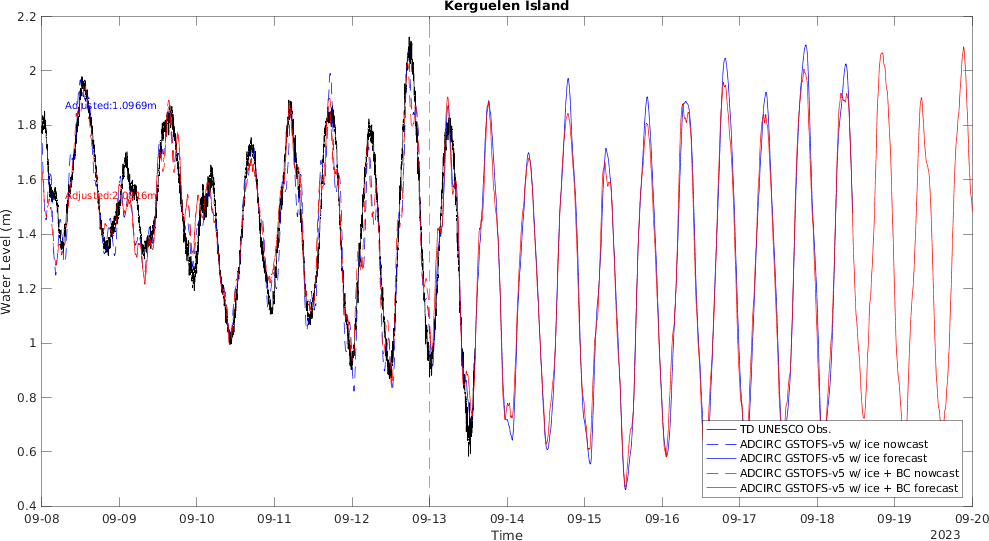 Kerguelen Island
2.2
2
1.8
1.6
1.4
1.2
1
0.8
0.6
0.4
Water Level (m)
Adjusted:1.0969m
TD UNESCO Obs.
ADCIRC GSTOFS-v5 w/ ice nowcast
ADCIRC GSTOFS-v5 w/ ice forecast
ADCIRC GSTOFS-v5 w/ ice + BC nowcast
ADCIRC GSTOFS-v5 w/ ice + BC forecast
09-08 09-09 09-10 09-11 09-12 09-13 09-14 09-15 09-16 09-17 09-18 09-19 09-20
Time
2023